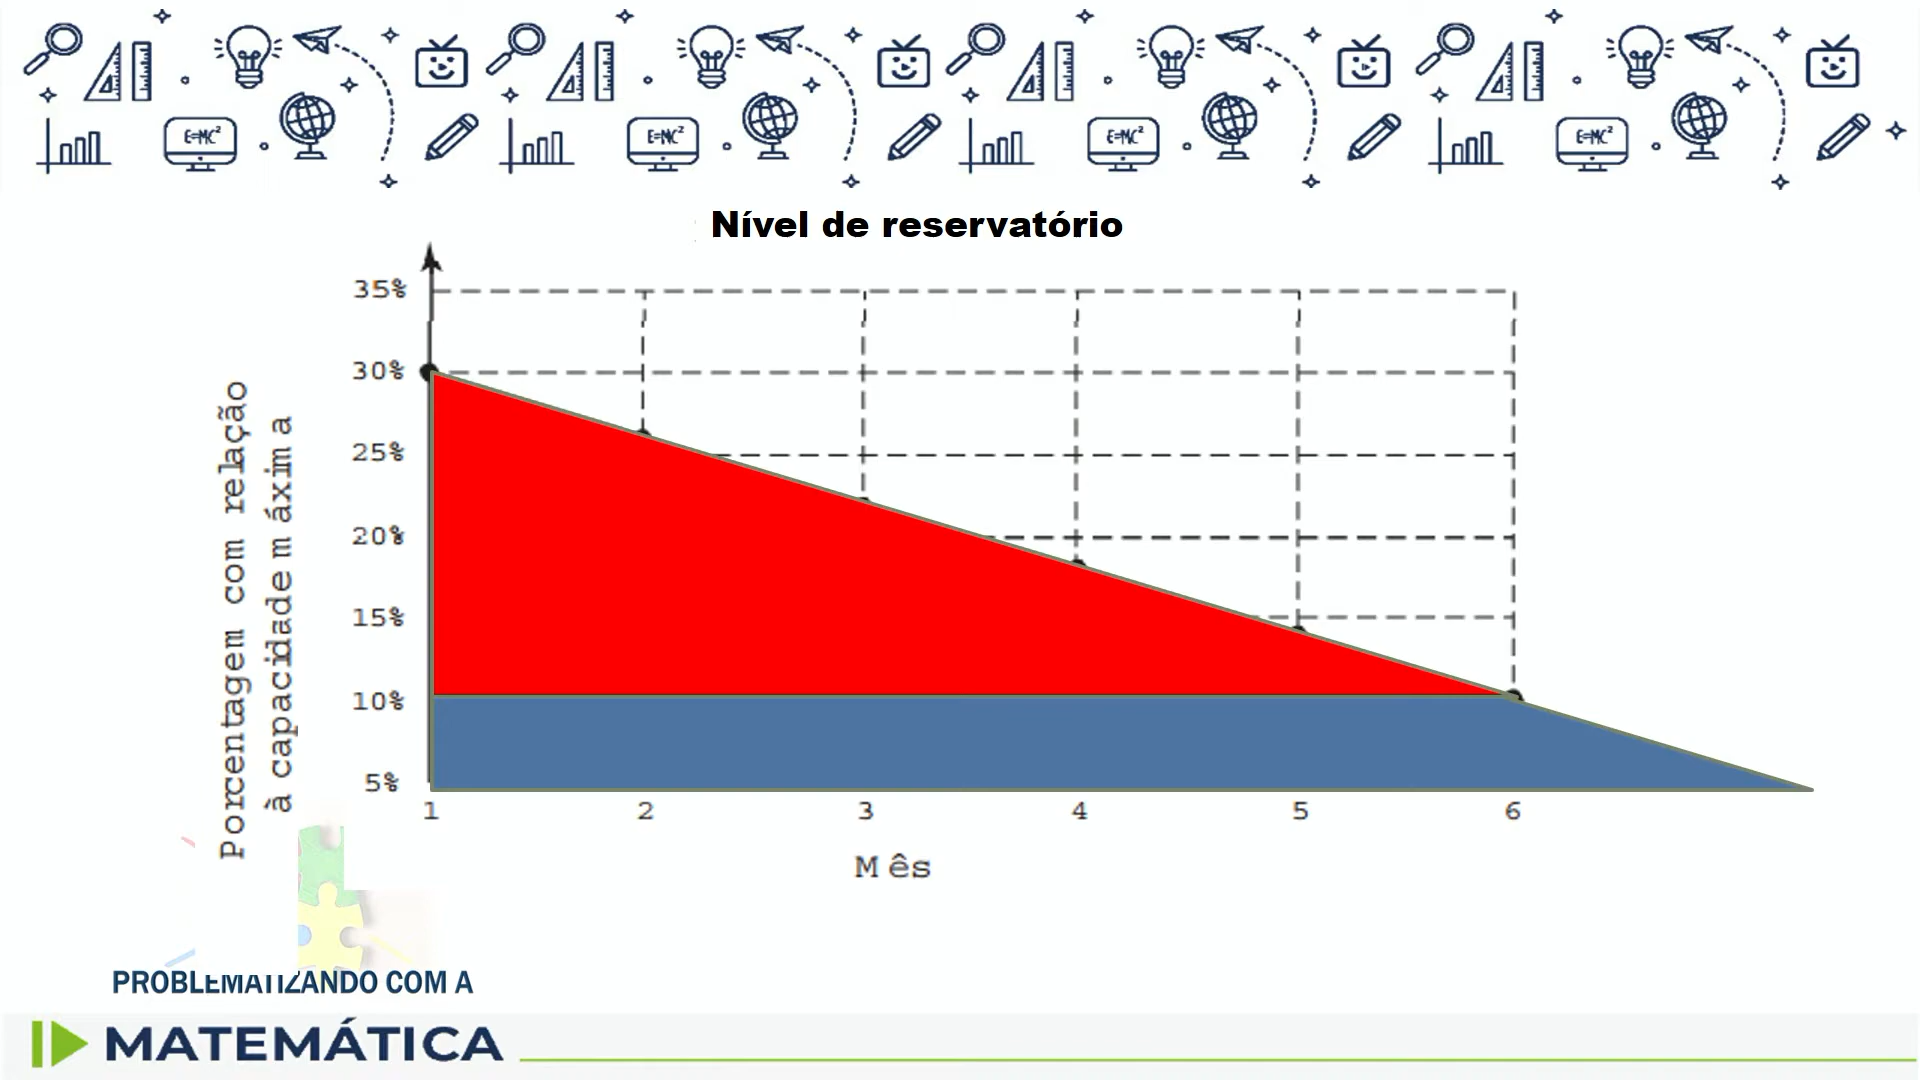 E=MC²
E=MC²
E=MC²
E=MC²
Nível de reservatório
35%
30%
25%
20%
15%
10%
5%
Porcentagem com relação
à capacidade máxima
1 2 3 4 5 6
Mês
PROBLEMATIZANDO COM A
MATEMÁTICA